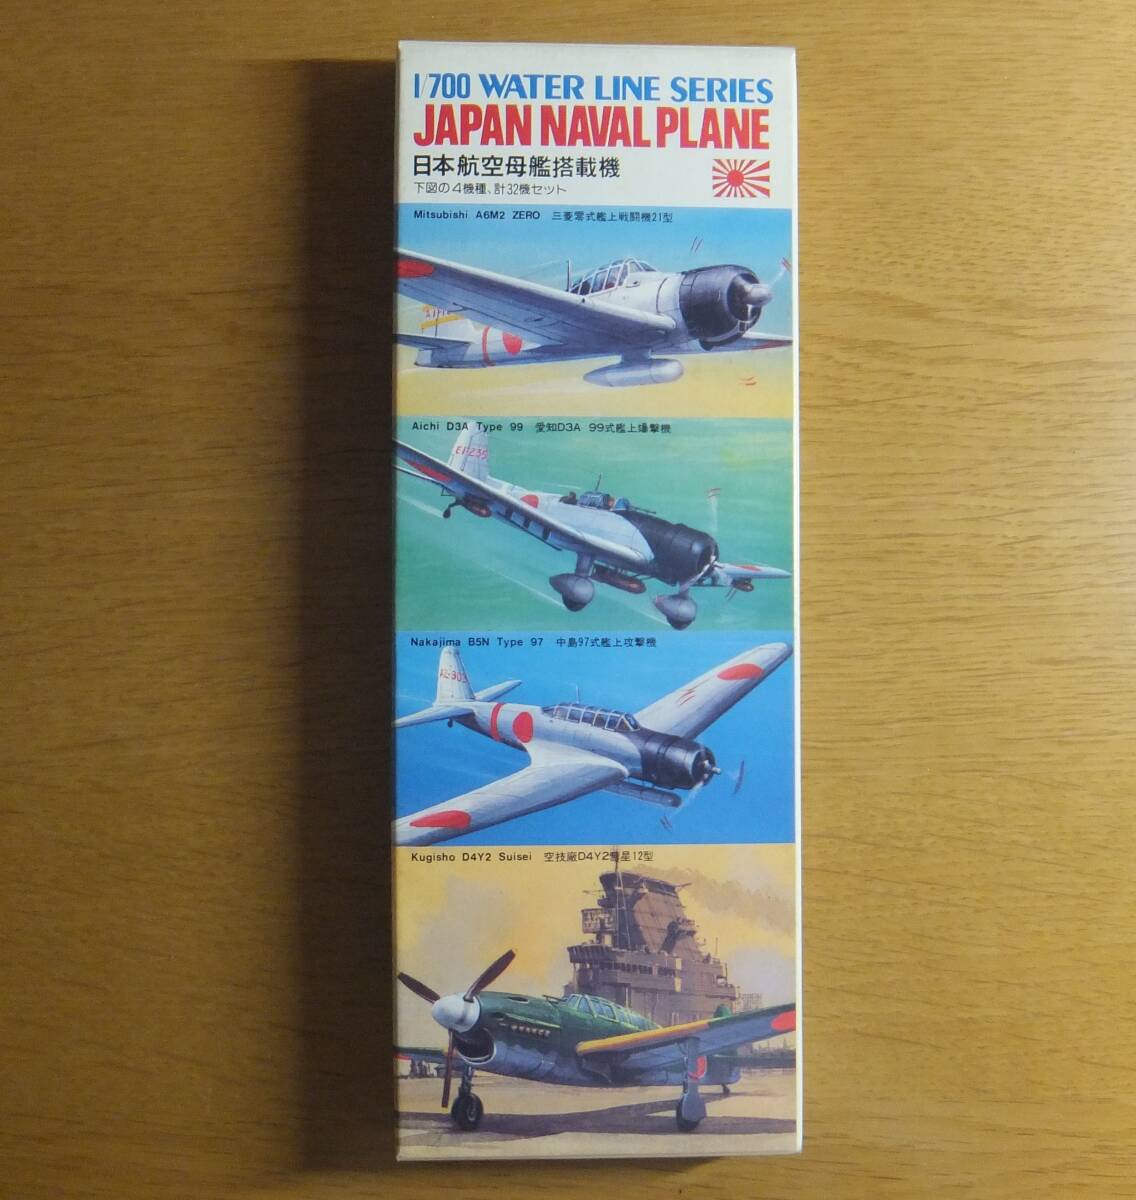 1/700 WATER LINE SERIES
JAPAN NAVAL PLANE
日本航空母艦搭載機
下図の4機種、計32機セット
Mitsubishi A6M2 ZERO 三菱零式艦上戦闘機21型
Aichi D3A Type 99 愛知D3A 99式艦上爆撃機
EI-235
Nakajima B5N Type 97 中島97式艦上攻撃機
Kugisho D4Y2 Suisei 空技廠D4Y2彗星12型